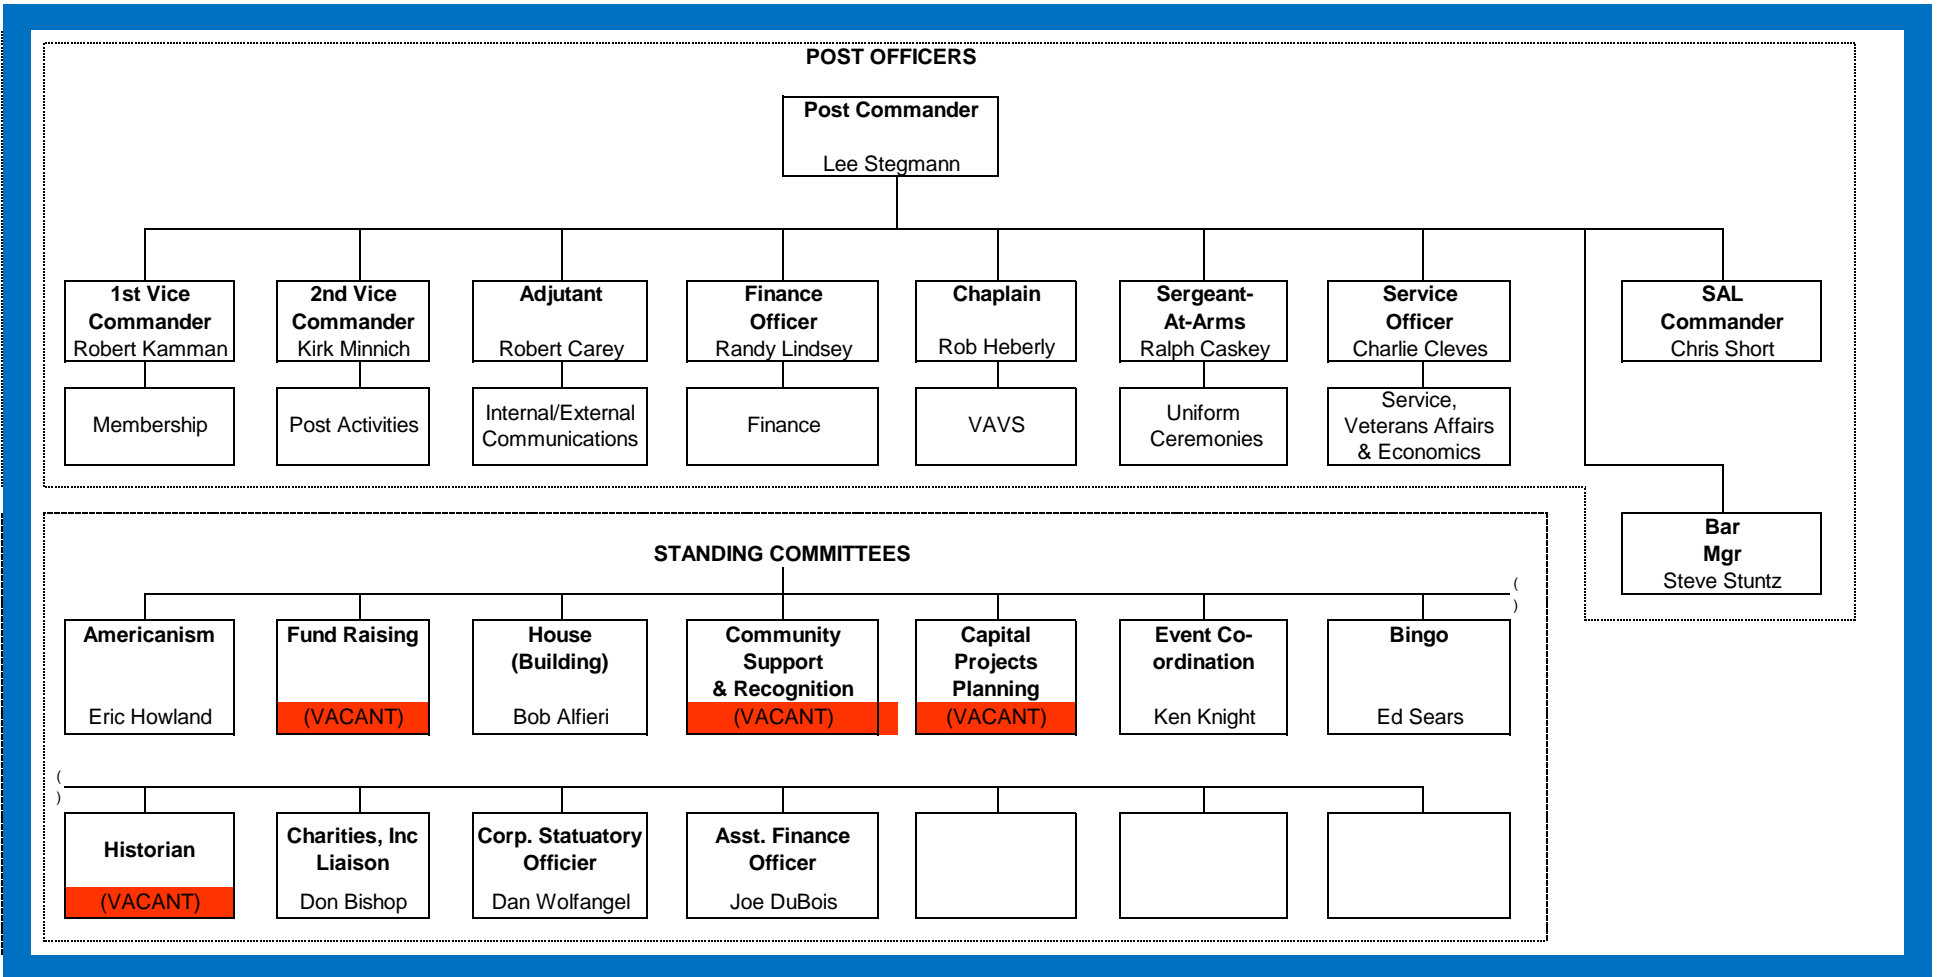 POST OFFICERS
Post Commander
Lee Stegmann
1st Vice
Commander
Robert Kamman
2nd Vice
Commander
Kirk Minnich
Adjutant
Robert Carey
Finance
Officer
Randy Lindsey
Chaplain
Rob Heberly
Sergeant-
At-Arms
Ralph Caskey
Service
Officer
Charlie Cleves
SAL
Commander
Chris Short
Membership
Post Activities
Internal/External
Communications
Finance
VAVS
Uniform
Ceremonies
Service,
Veterans Affairs
& Economics
Bar
Mgr
Steve Stuntz
STANDING COMMITTEES
(
)
Americanism
Eric Howland
Fund Raising
(VACANT)
House
(Building)
Bob Alfieri
Community
Support
& Recognition
(VACANT)
Capital
Projects
Planning
(VACANT)
Event Co-
ordination
Ken Knight
Bingo
Ed Sears
(
)
Historian
(VACANT)
Charities, Inc
Liaison
Don Bishop
Corp. Statuatory
Officier
Dan Wolfangel
Asst. Finance
Officer
Joe DuBois